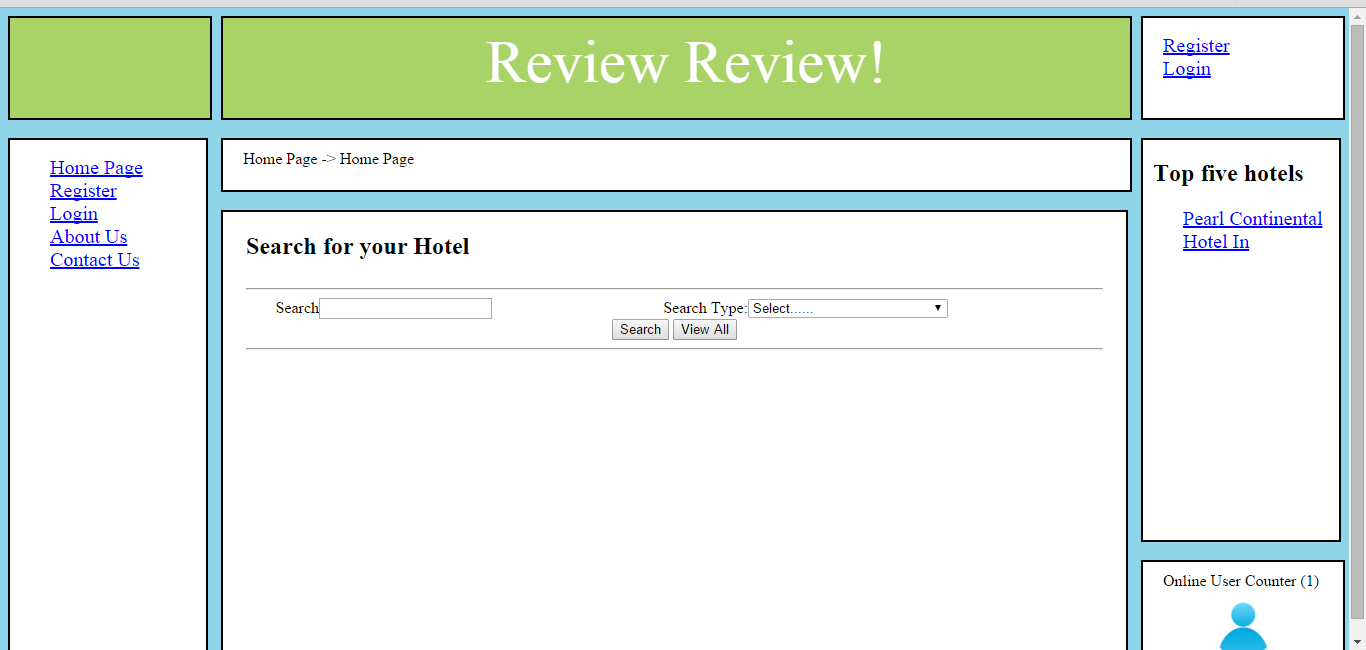 Review Review!
Register
Login
Home Page
Register
Login
About Us
Contact Us
Home Page -> Home Page
Search for your Hotel
Search
Search Type: Select......
Search View All
Top five hotels
Pearl Continental
Hotel In
Online User Counter (1)